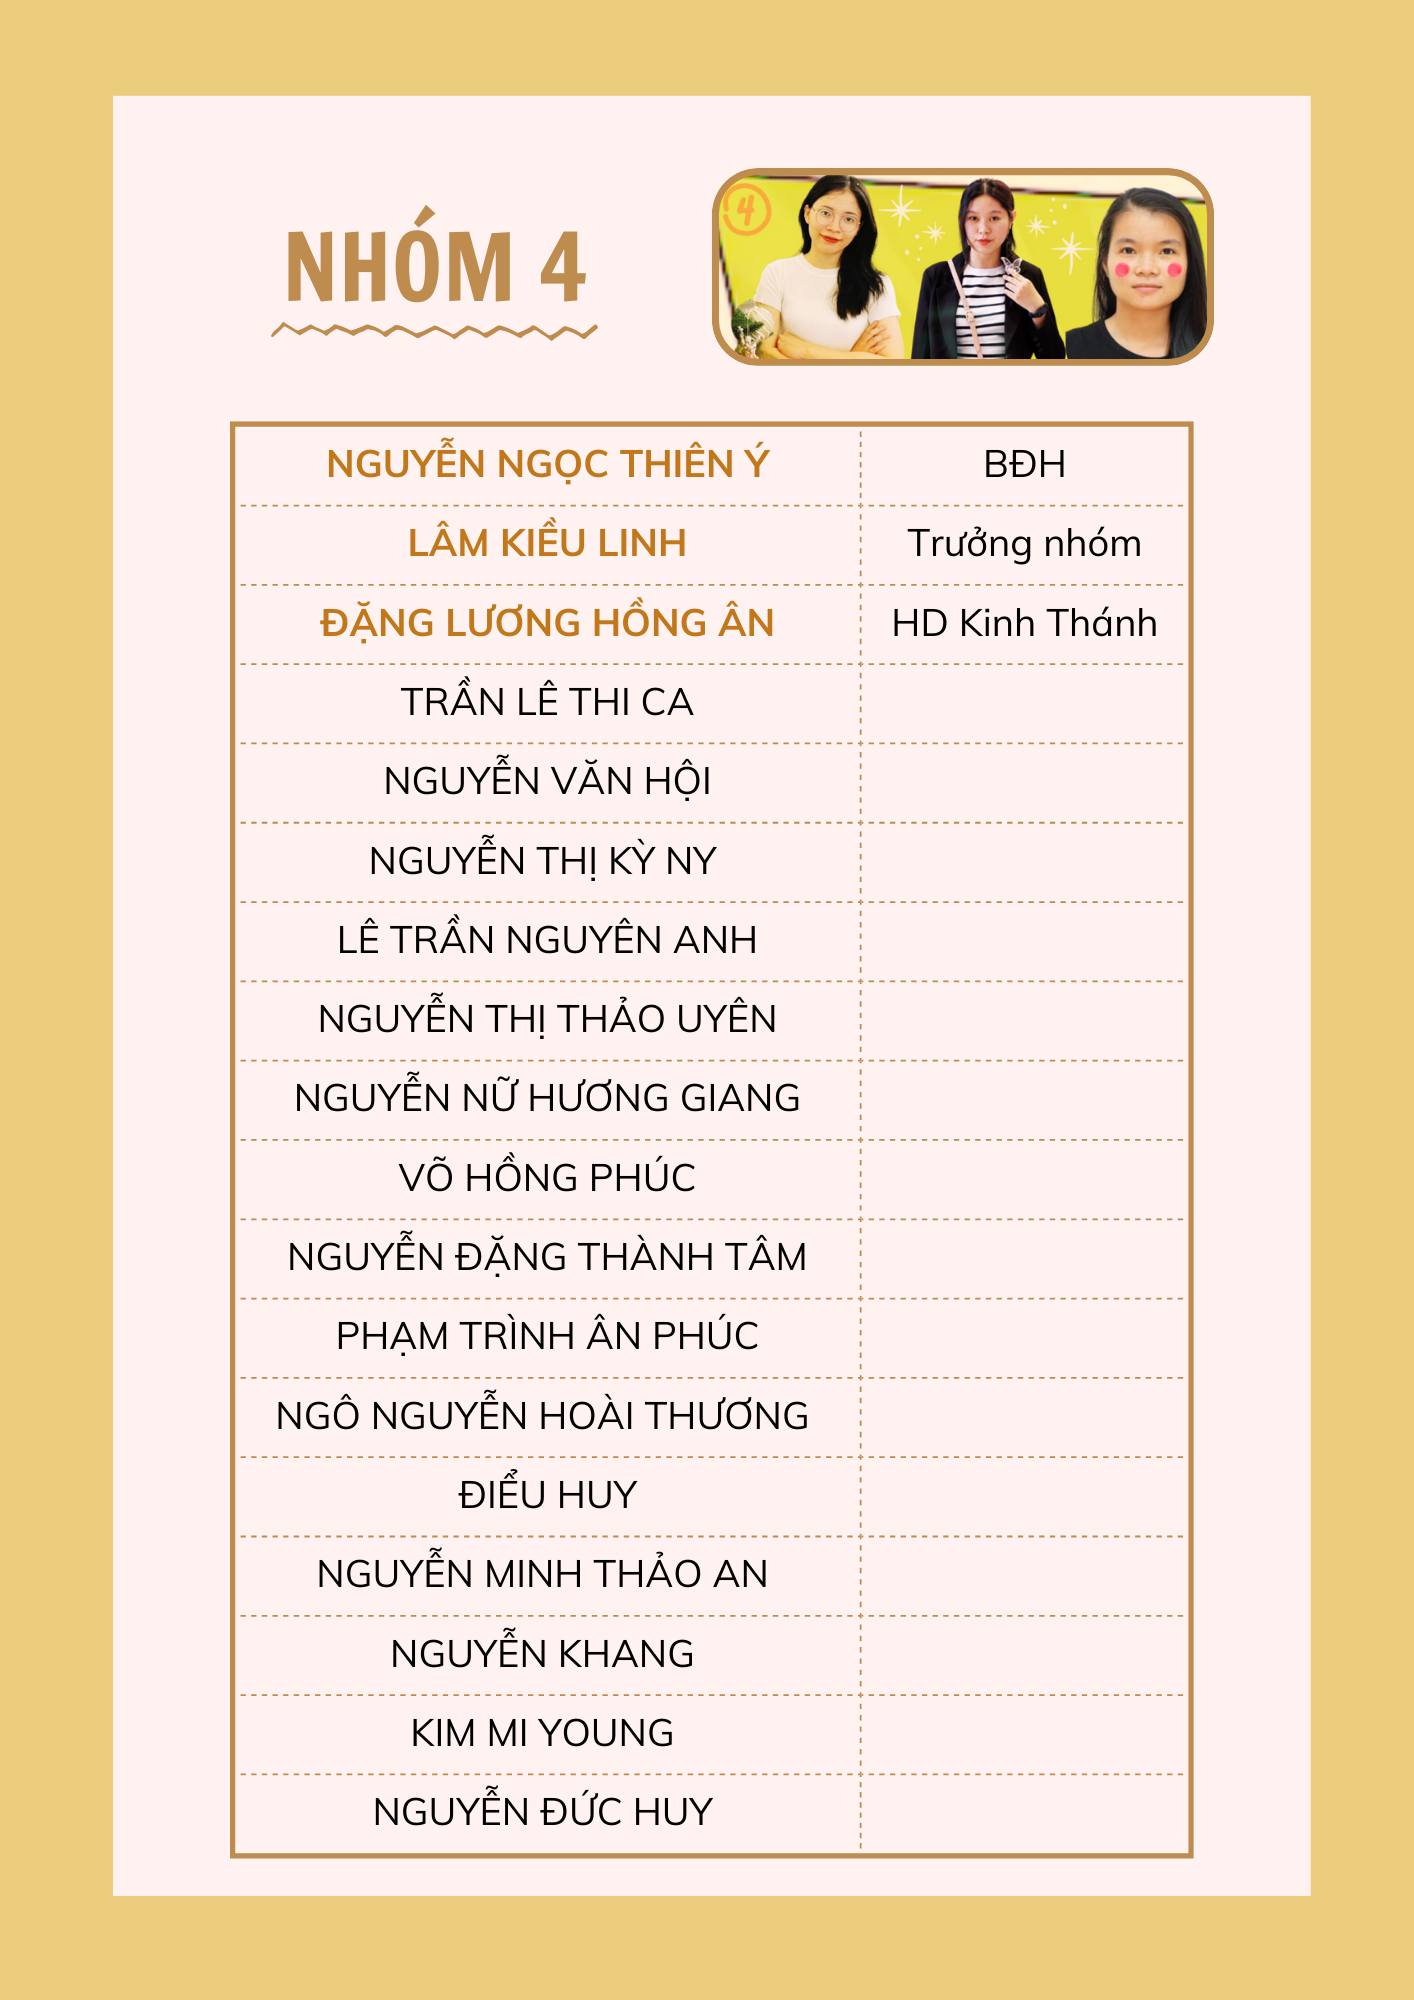 NHÓM 4
4
NGUYỄN NGỌC THIÊN Ý BĐH
LÂM KIỀU LINH Trưởng nhóm
ĐẶNG LƯƠNG HỒNG ÂN HD Kinh Thánh
TRẦN LÊ THI CA
NGUYỄN VĂN HỘI
NGUYỄN THỊ KỲ NY
LÊ TRẦN NGUYÊN ANH
NGUYỄN THỊ THẢO UYÊN
NGUYỄN NỮ HƯƠNG GIANG
VÕ HỒNG PHÚC
NGUYỄN ĐẶNG THÀNH TÂM
PHẠM TRÌNH ÂN PHÚC
NGÔ NGUYỄN HOÀI THƯƠNG
ĐIỂU HUY
NGUYỄN MINH THẢO AN
NGUYỄN KHANG
KIM MI YOUNG
NGUYỄN ĐỨC HUY